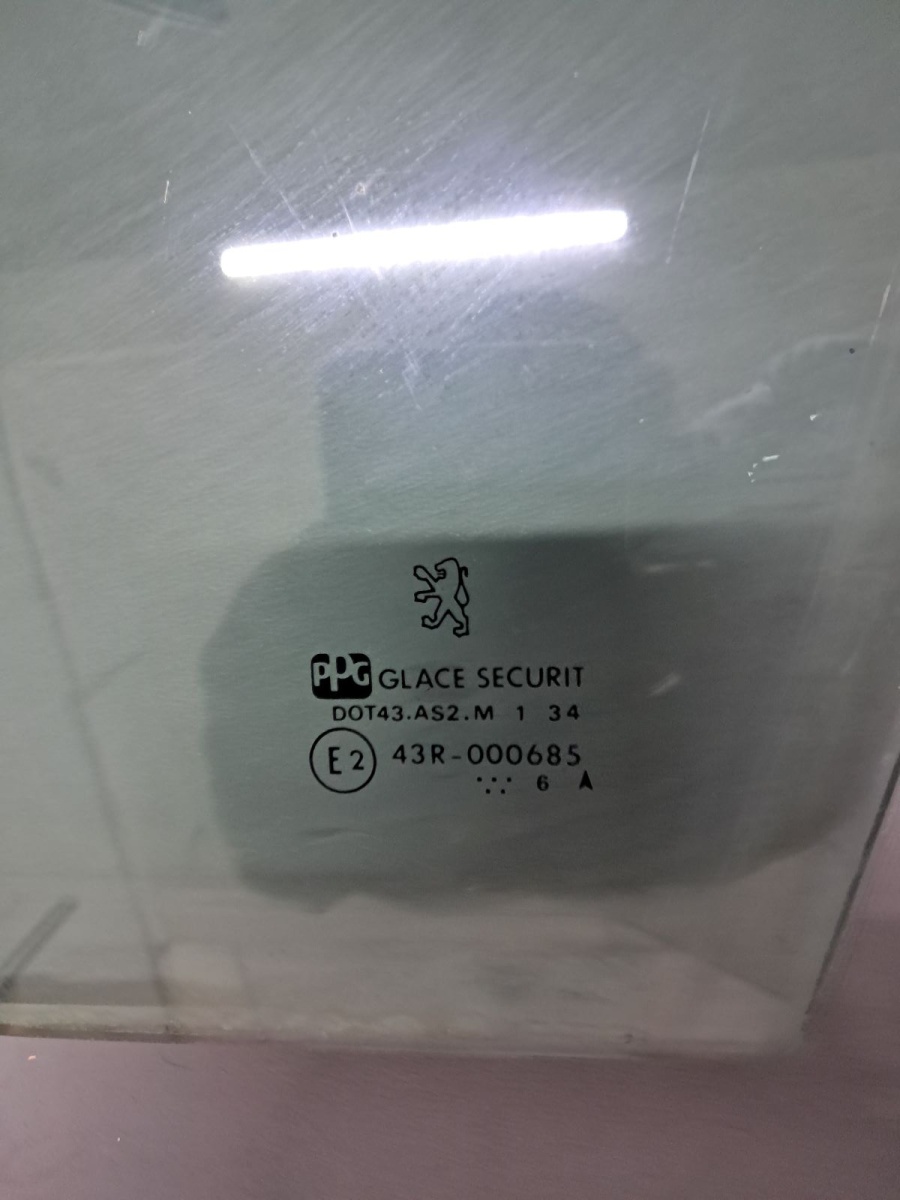 PPG GLACE SECURIT
DOT43.AS2.M 1 34
E2 43R-000685
6 A